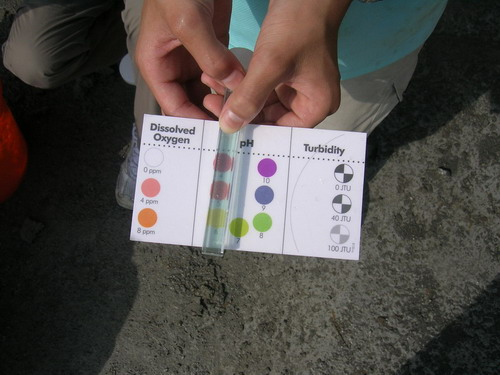 Dissolved
Oxygen
0 ppm
4 ppm
8 ppm
pH
10
9
8
Turbidity
0 JTU
40 JTU
100 JTU